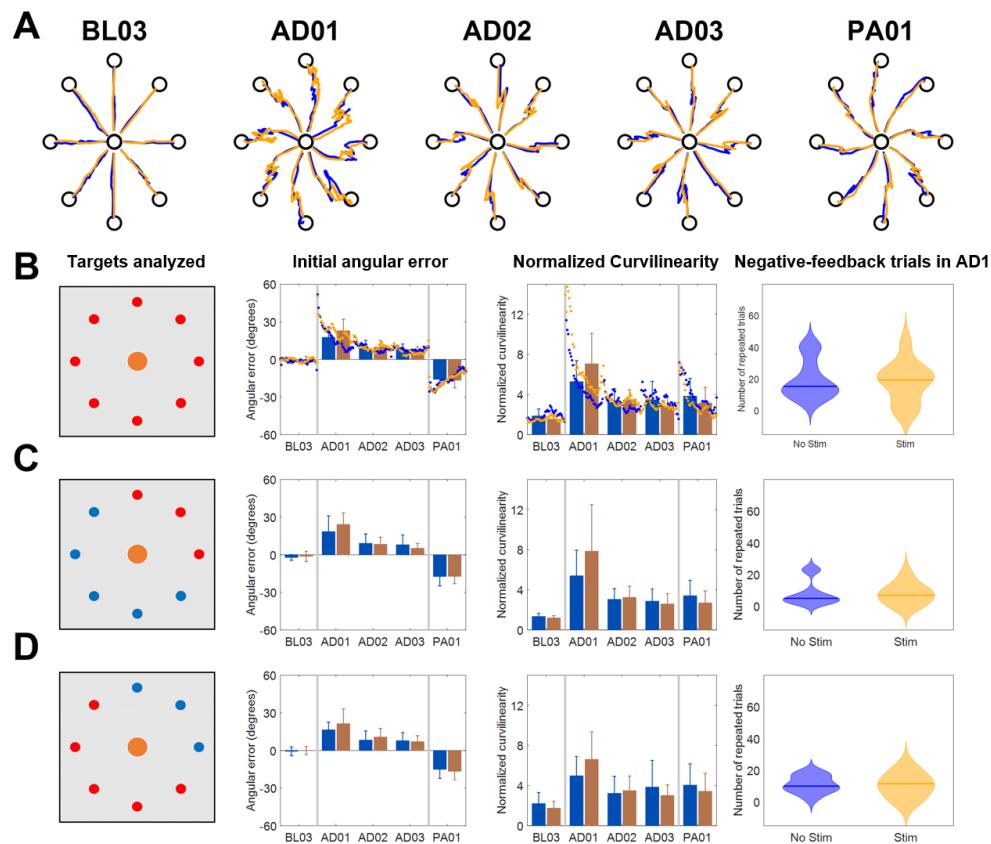 A
BL03 AD01 AD02 AD03 PA01
B
Targets analyzed Initial angular error Normalized Curvilinearity Negative-feedback trials in AD1
Angular error (degrees)
60
30
0
-30
-60
BL03 AD01 AD02 AD03 PA01
Normalized curvilinearity
12
8
4
0
BL03 AD01 AD02 AD03 PA01
Number of repeated trials
80
60
40
20
0
No Stim Stim
C
Angular error (degrees)
60
30
0
-30
-60
BL03 AD01 AD02 AD03 PA01
Normalized curvilinearity
12
8
4
0
BL03 AD01 AD02 AD03 PA01
Number of repeated trials
80
60
40
20
0
No Stim Stim
D
Angular error (degrees)
60
30
0
-30
-60
BL03 AD01 AD02 AD03 PA01
Normalized curvilinearity
12
8
4
0
BL03 AD01 AD02 AD03 PA01
Number of repeated trials
80
60
40
20
0
No Stim Stim